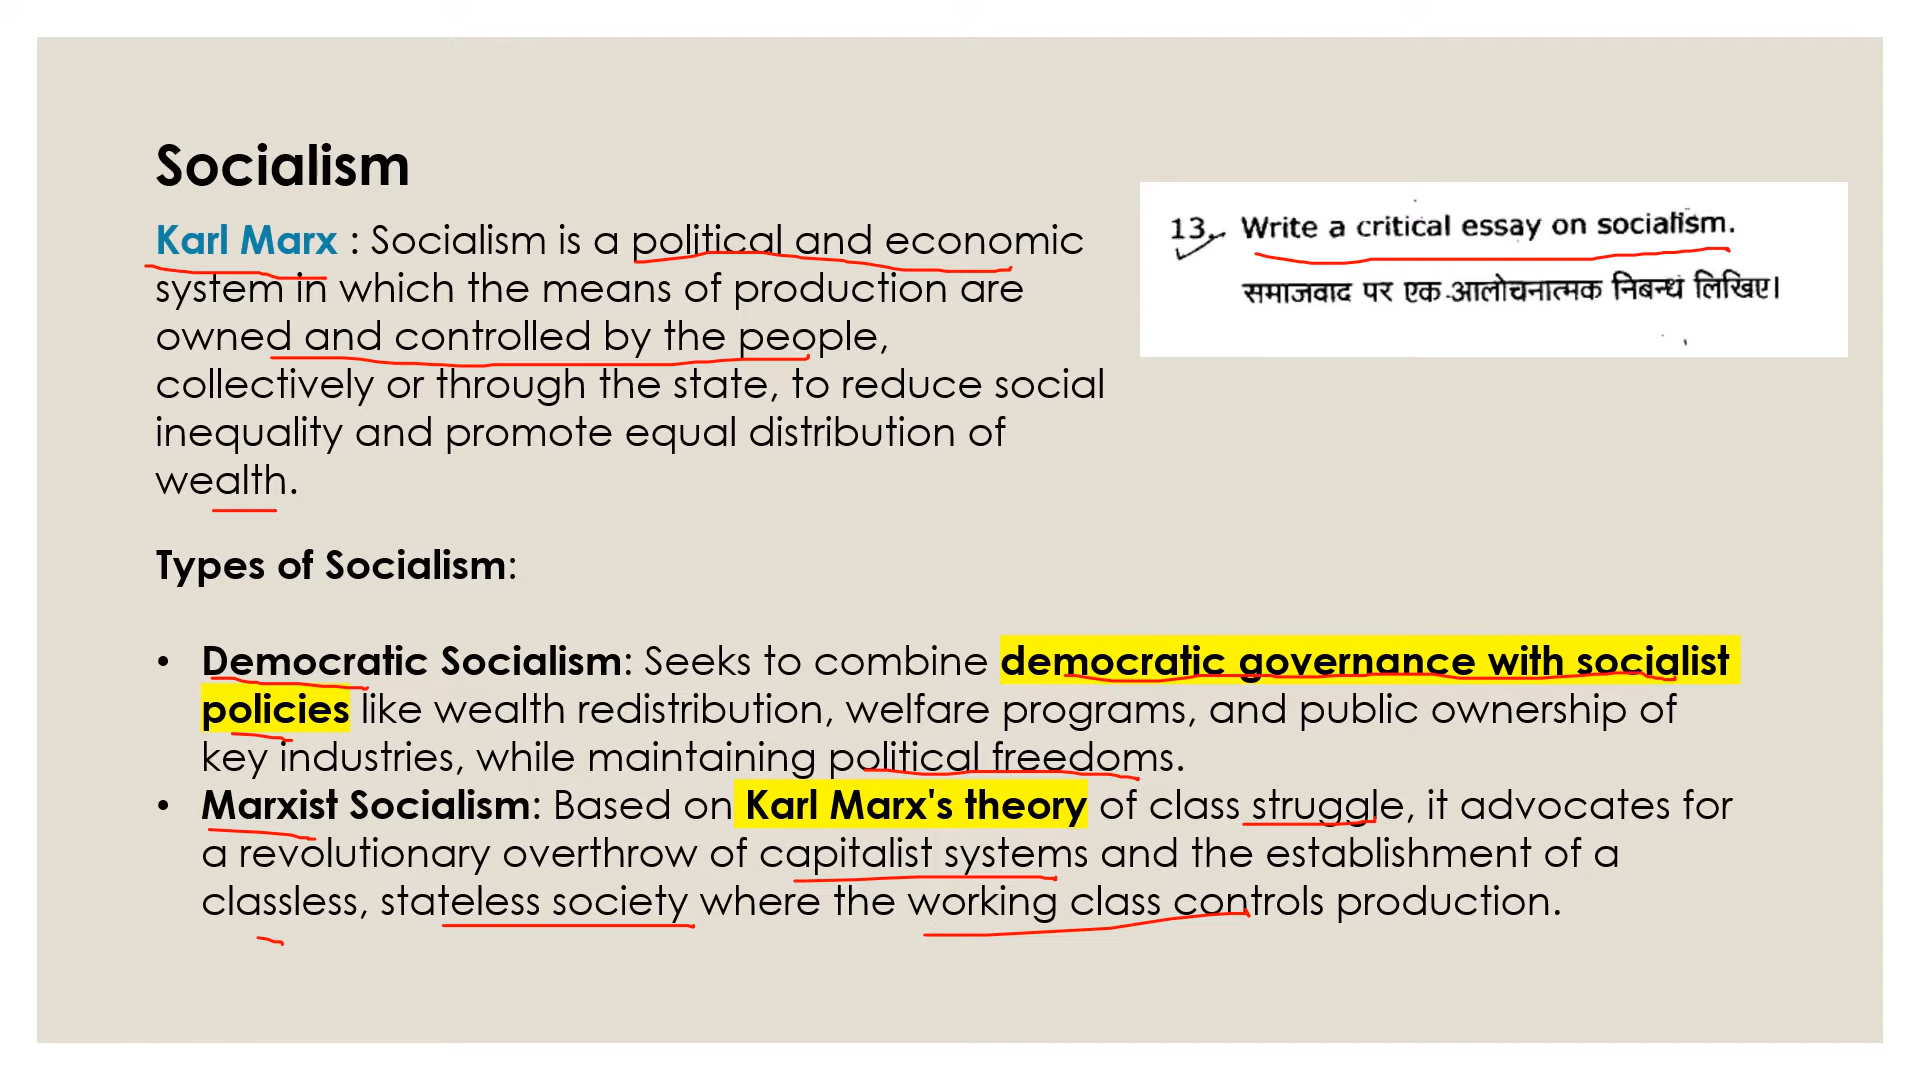 Socialism
Karl Marx : Socialism is a political and economic
system in which the means of production are
owned and controlled by the people,
collectively or through the state, to reduce social
inequality and promote equal distribution of
wealth.
13. Write a critical essay on socialism.
समाजवाद पर एक आलोचनात्मक निबन्ध लिखिए।
Types of Socialism:
• Democratic Socialism: Seeks to combine democratic governance with socialist
policies like wealth redistribution, welfare programs, and public ownership of
key industries, while maintaining political freedoms.
• Marxist Socialism: Based on Karl Marx's theory of class struggle, it advocates for
a revolutionary overthrow of capitalist systems and the establishment of a
classless, stateless society where the working class controls production.